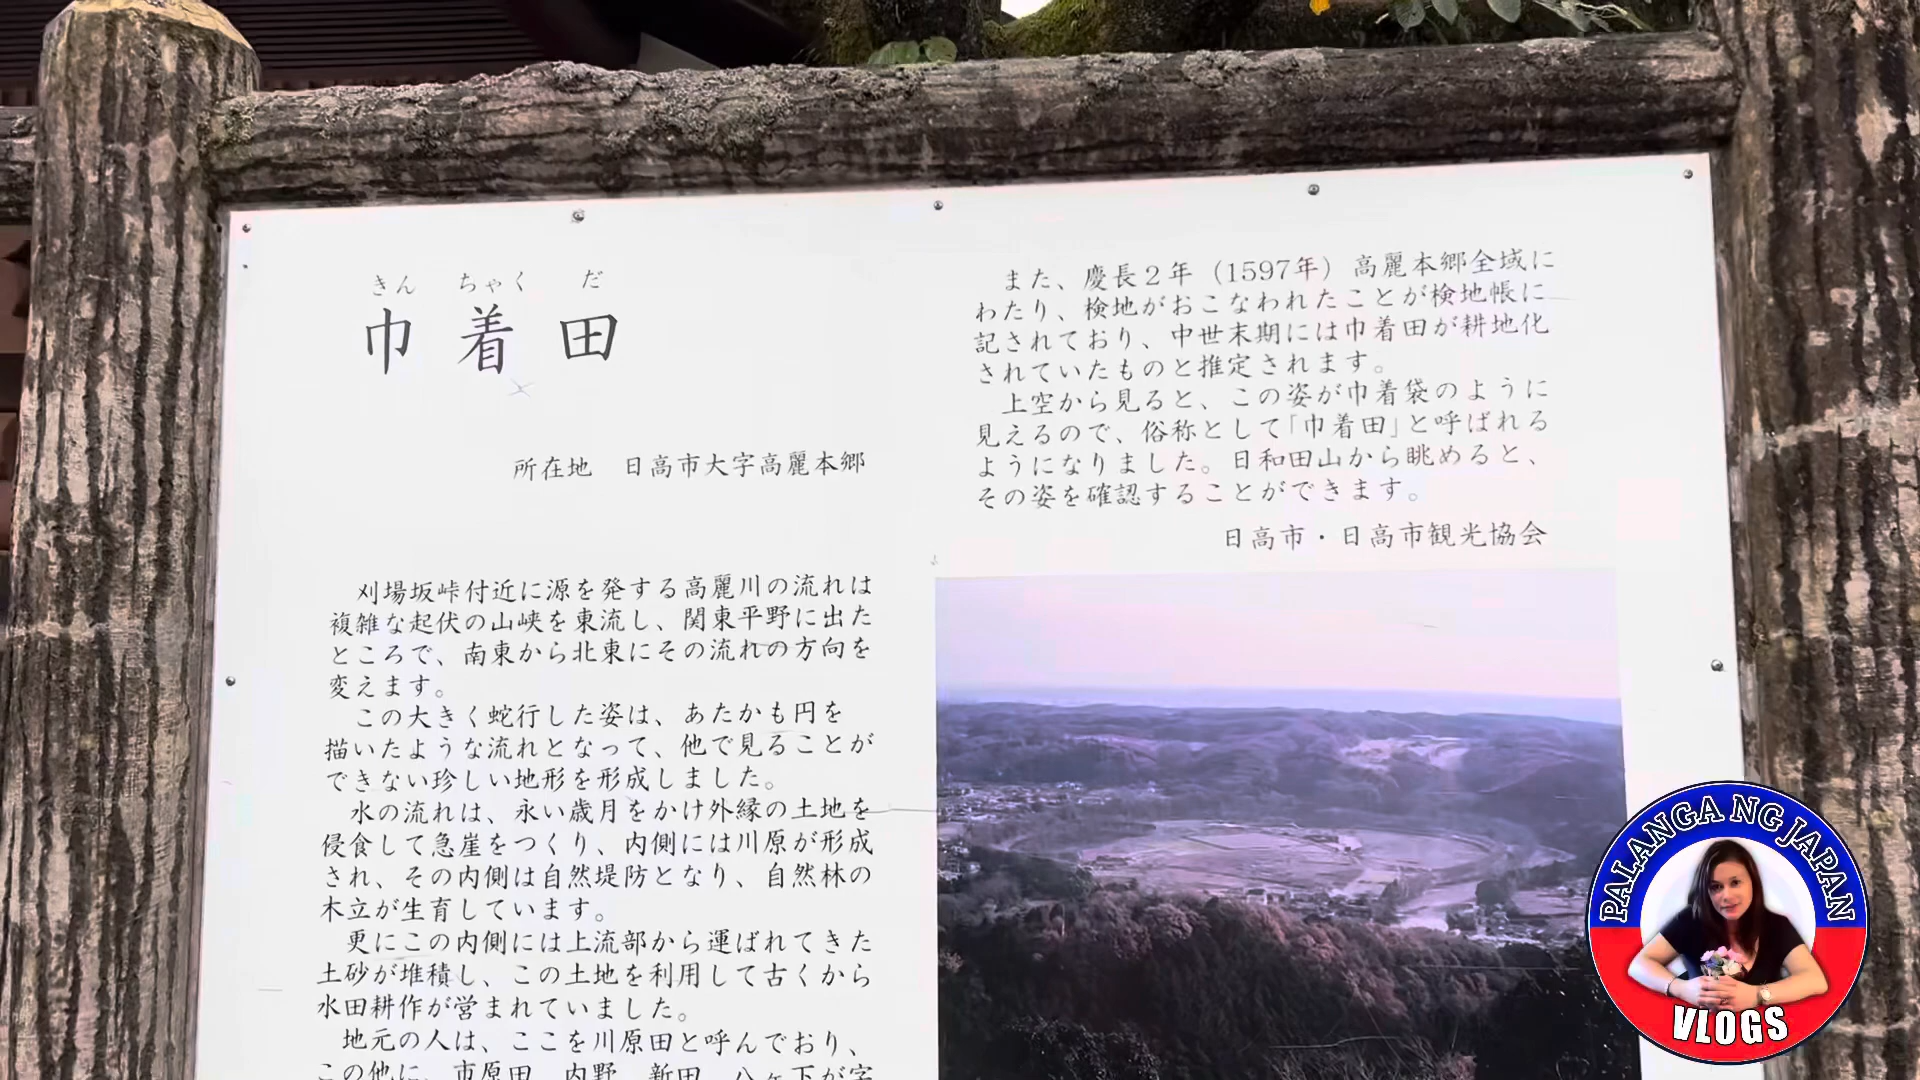 きん ちゃく だ
巾着田
所在地 日高市大字高麗本郷
刈場坂峠付近に源を発する高麗川の流れは
複雑な起伏の山峡を東流し、関東平野に出た
ところで、南東から北東にその流れの方向を
変えます。
この大きく蛇行した姿は、あたかも円を
描いたような流れとなって、他で見ることが
できない珍しい地形を形成しました。
水の流れは、永い歳月をかけ外縁の土地を
侵食して急崖をつくり、内側には川原が形成
され、その内側は自然堤防となり、自然林の
木立が生育しています。
更にこの内側には上流部から運ばれてきた
土砂が堆積し、この土地を利用して古くから
水田耕作が営まれていました。
地元の人は、ここを川原田と呼んでおり、
この他に、市原田、内野、新田、八ヶ下が字
また、慶長2年（1597年）高麗本郷全域に
わたり、検地がおこなわれたことが検地帳に
記されており、中世末期には巾着田が耕地化
されていたものと推定されます。
上空から見ると、この姿が巾着袋のように
見えるので、俗称として「巾着田」と呼ばれる
ようになりました。日和田山から眺めると、
その姿を確認することができます。
日高市・日高市観光協会
PALANGA NG JAPAN
VLOGS